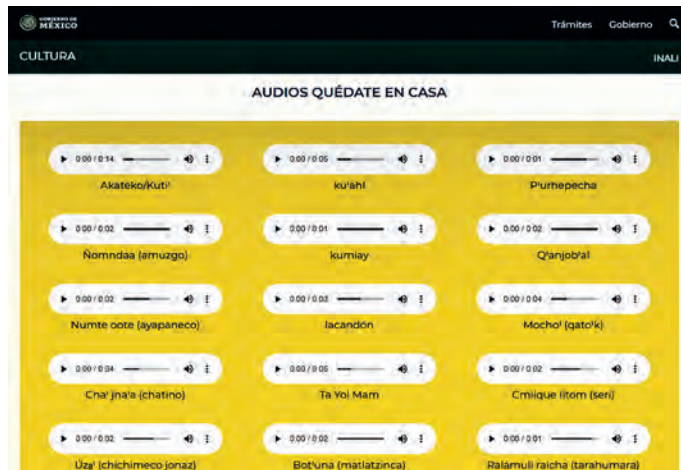 GOBIERNO DE
MÉXICO
Trámites Gobierno
CULTURA
INALI
AUDIOS QUÉDATE EN CASA
0:00 / 0:14
0:00 / 0:05
0:00 / 0:01
Akateko/Kuti'
ku'ahl
P'urhepecha
0:00 / 0:02
0:00 / 0:01
0:00 / 0:02
Ñomndaa (amuzgo)
kumiay
Q'anjob'al
0:00 / 0:02
0:00 / 0:03
0:00 / 0:04
Numte oote (ayapaneco)
lacandón
Mocho' (qato'k)
0:00 / 0:04
0:00 / 0:05
0:00 / 0:02
Cha' jna'a (chatino)
Ta Yol Mam
Cmiique Iitom (seri)
0:00 / 0:02
0:00 / 0:02
0:00 / 0:01
Úza̱' (chichimeco jonaz)
Bot'una (matlatzinca)
Ralámuli raicha (tarahumara)